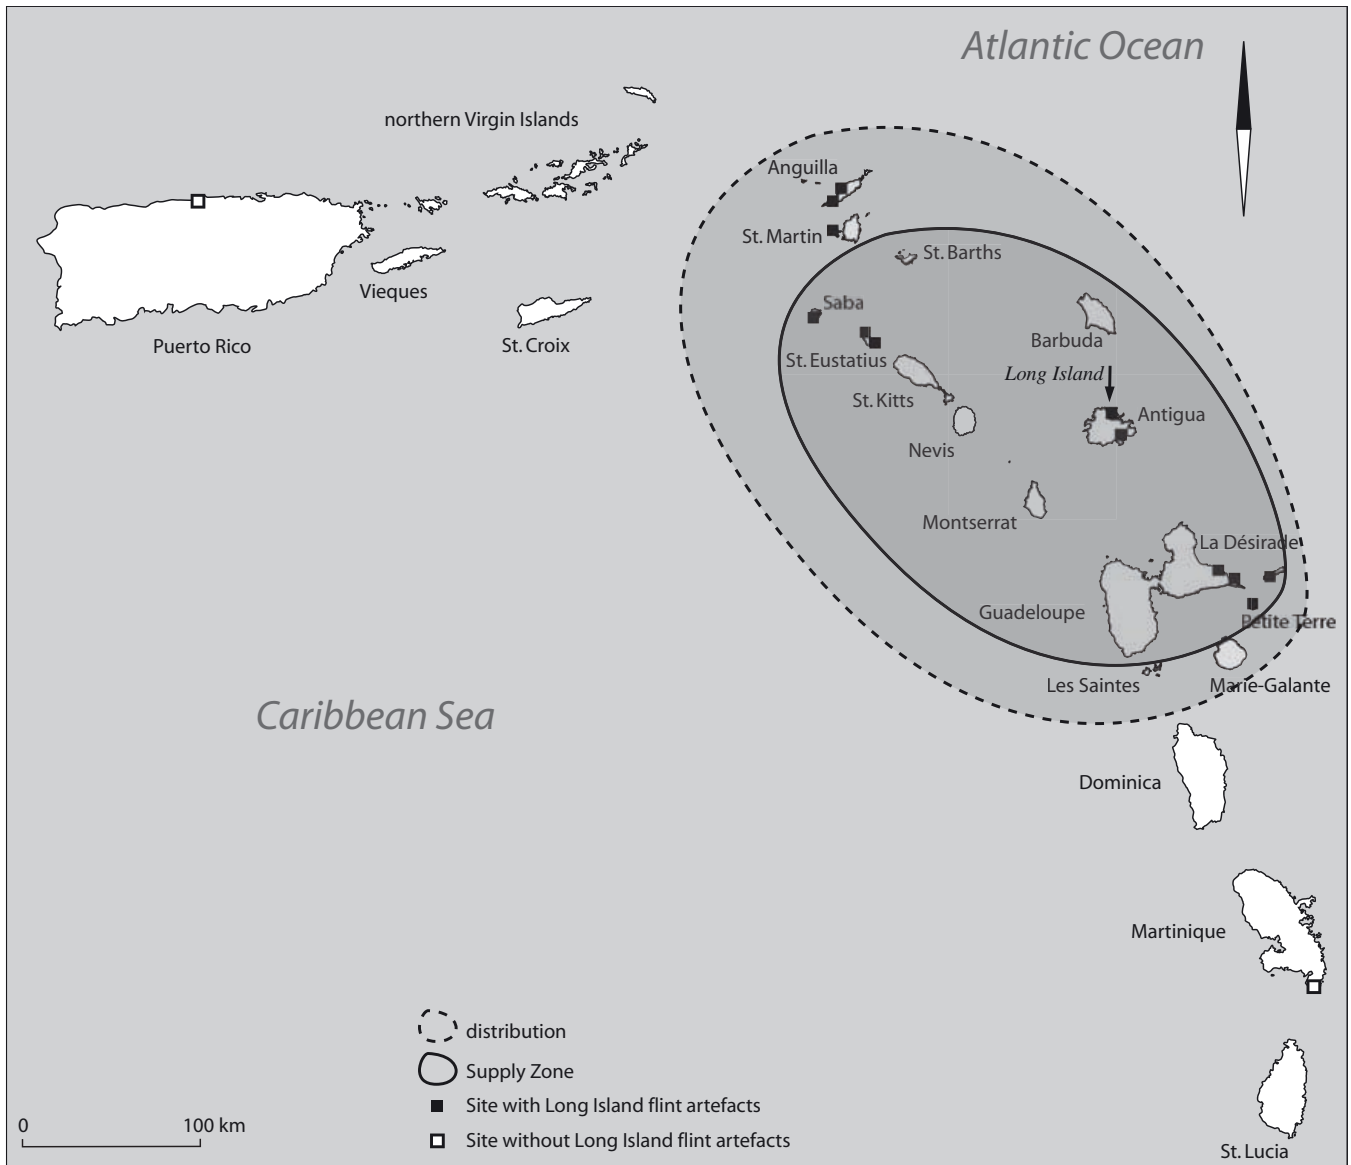 Atlantic Ocean
northern Virgin Islands
Anguilla
St. Martin
St. Barths
Vieques
Saba
Puerto Rico
St. Croix
Barbuda
St. Eustatius
Long Island
St. Kitts
Antigua
Nevis
Montserrat
La Désirade
Guadeloupe
Petite Terre
Les Saintes
Marie-Galante
Caribbean Sea
Dominica
Martinique
distribution
Supply Zone
Site with Long Island flint artefacts
Site without Long Island flint artefacts
0 100 km
St. Lucia